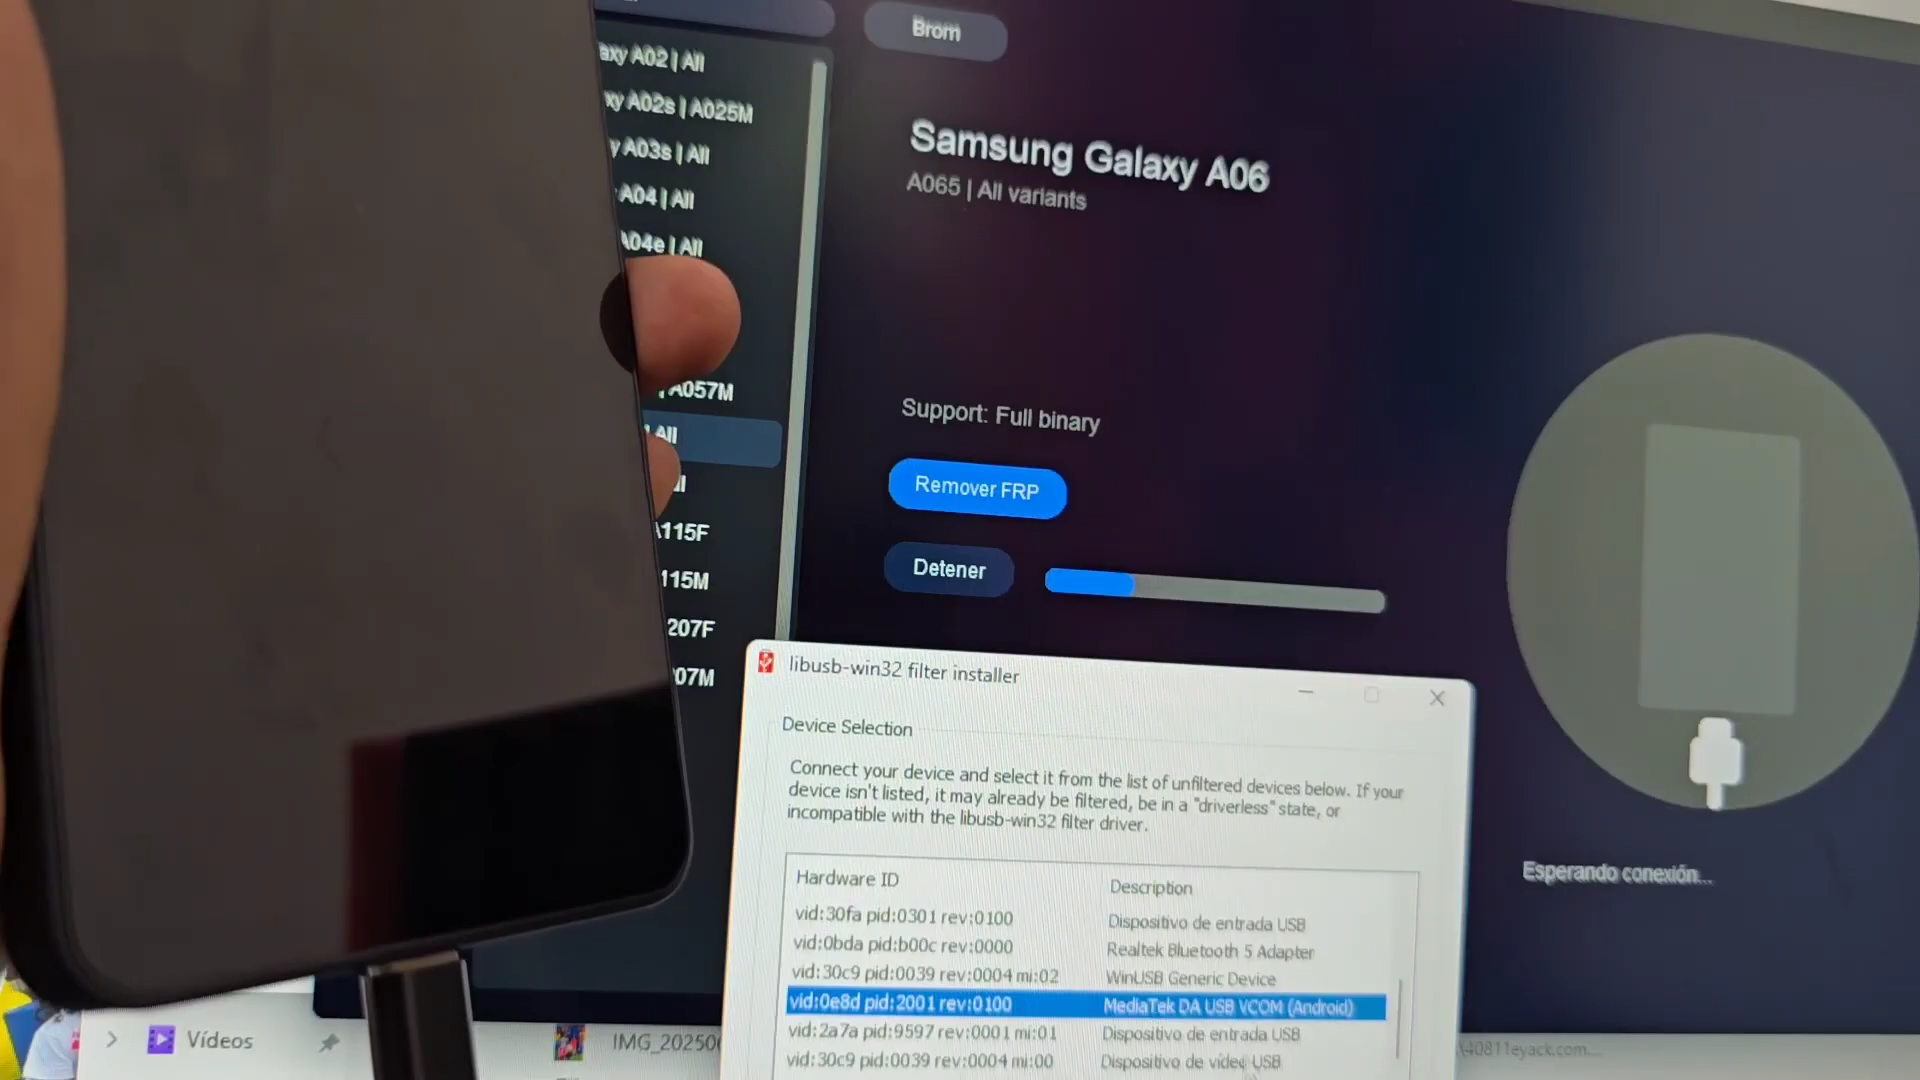 Brom
axy A02 | All
xy A02s | A025M
y A03s | All
A04 | All
A04e | All
A057M
All
A115F
115M
207F
07M
Samsung Galaxy A06
A065 | All variants
Support: Full binary
Remover FRP
Detener
Esperando conexión...
libusb-win32 filter installer
Device Selection
Connect your device and select it from the list of unfiltered devices below. If your
device isn't listed, it may already be filtered, be in a "driverless" state, or
incompatible with the libusb-win32 filter driver.
Hardware ID Description
vid:30fa pid:0301 rev:0100 Dispositivo de entrada USB
vid:0bda pid:b00c rev:0000 Realtek Bluetooth 5 Adapter
vid:30c9 pid:0039 rev:0004 mi:02 WinUSB Generic Device
vid:0e8d pid:2001 rev:0100 MediaTek DA USB VCOM (Android)
vid:2a7a pid:9597 rev:0001 mi:01 Dispositivo de entrada USB
vid:30c9 pid:0039 rev:0004 mi:00 Dispositivo de vídeo USB
Vídeos
IMG_20250